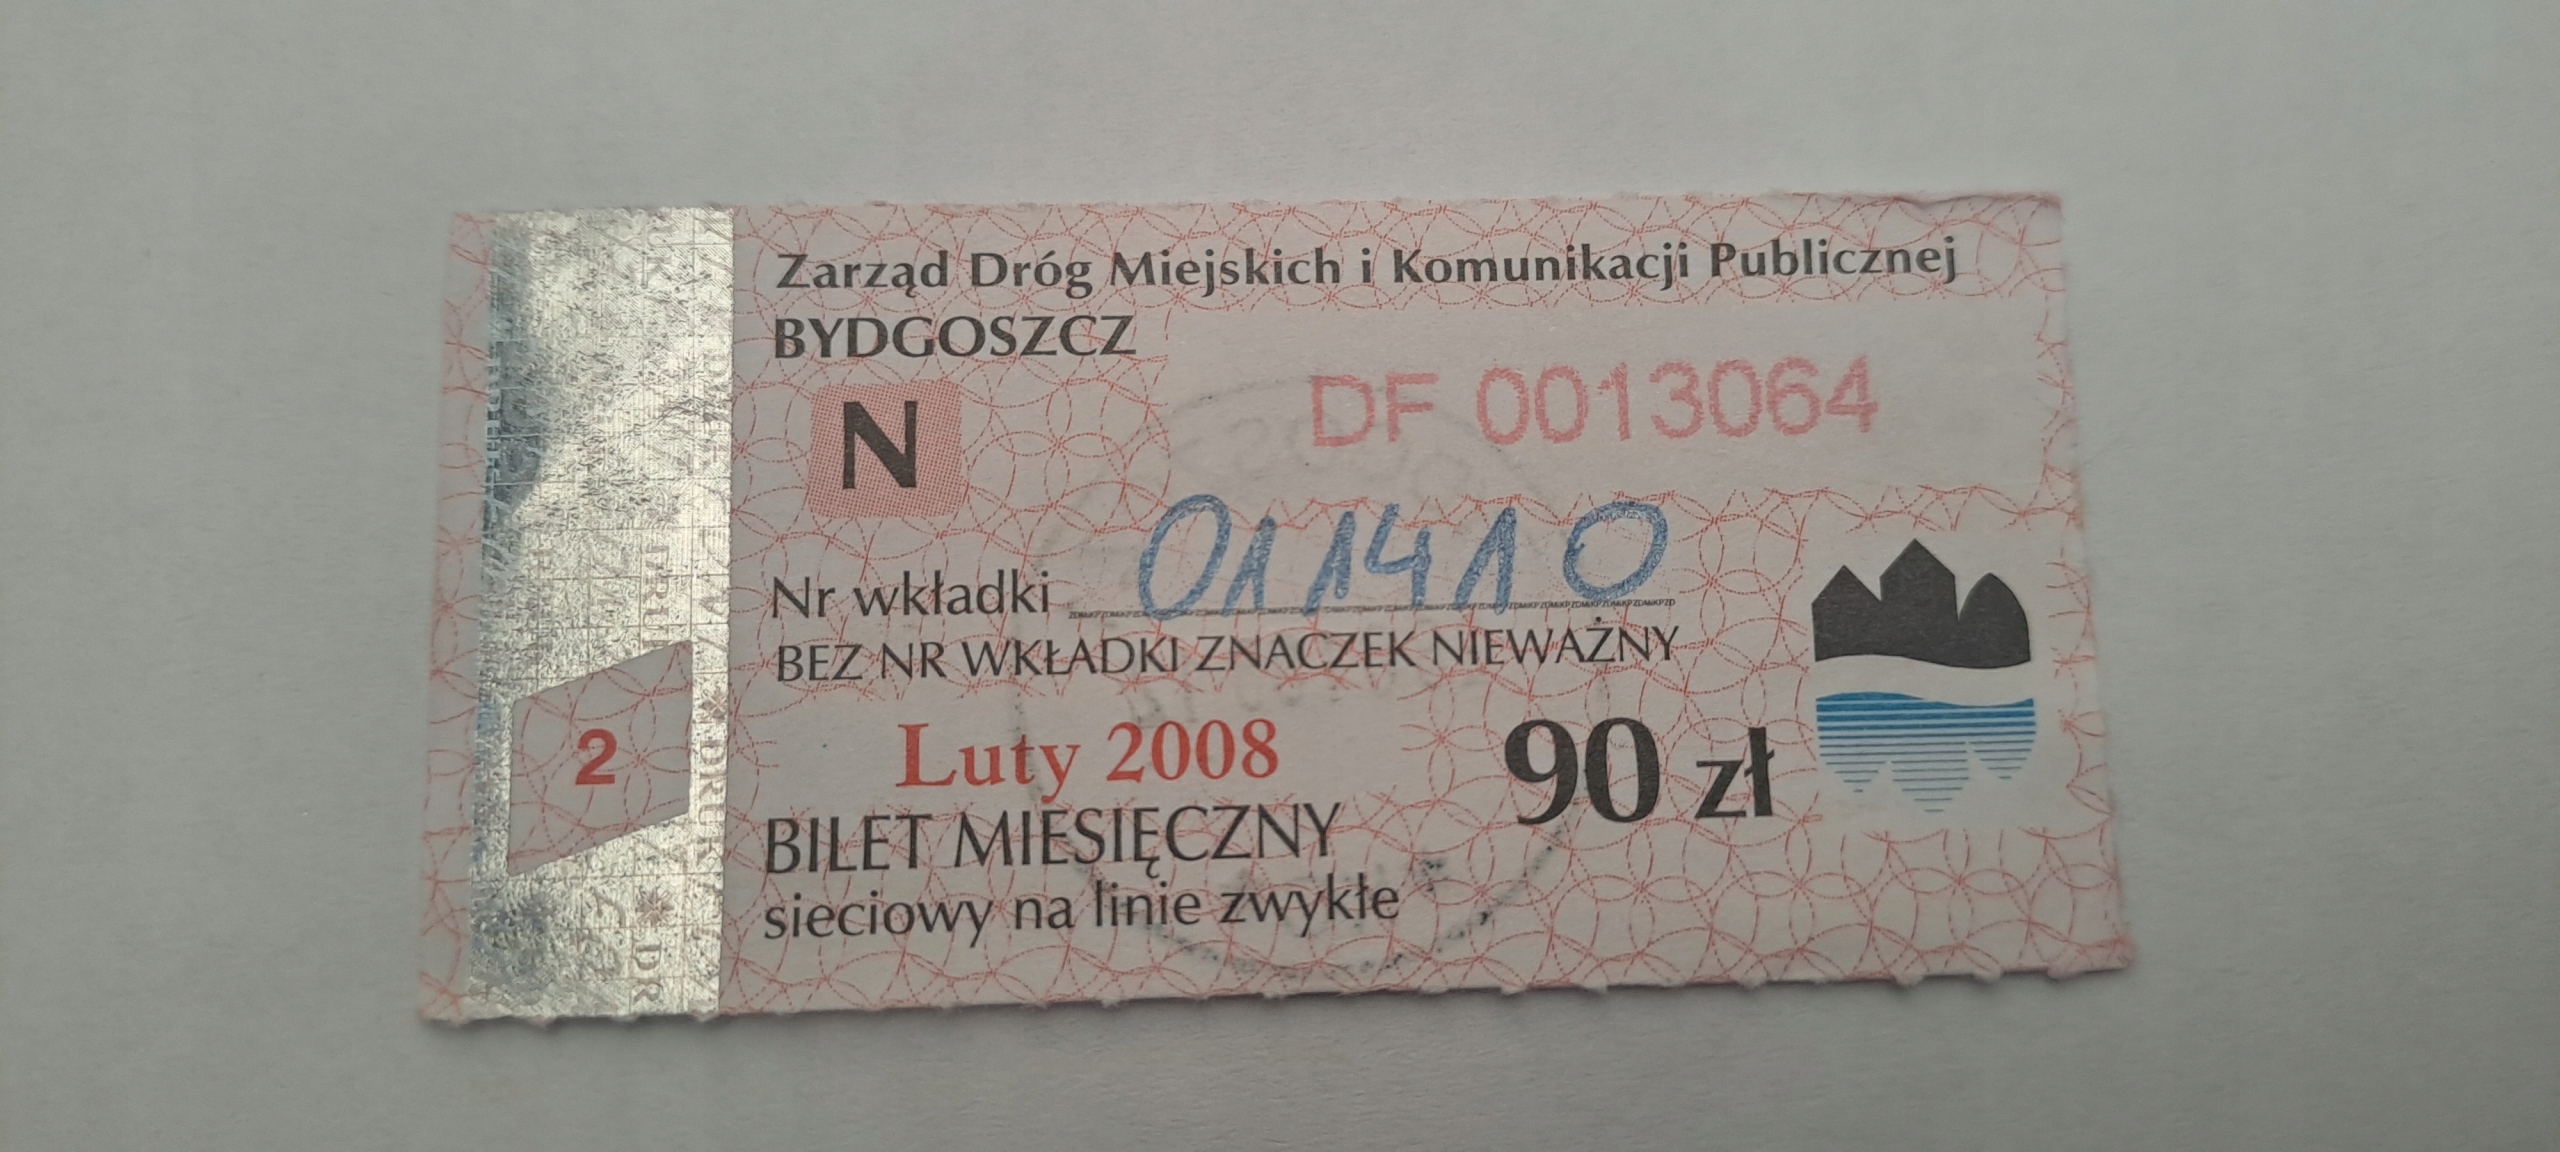 Zarząd Dróg Miejskich i Komunikacji Publicznej
BYDGOSZCZ
DF 0013064
N
Nr wkładki 011410
BEZ NR WKŁADKI ZNACZEK NIEWAŻNY
Luty 2008
90 zł
2
BILET MIESIĘCZNY
sieciowy na linie zwykłe